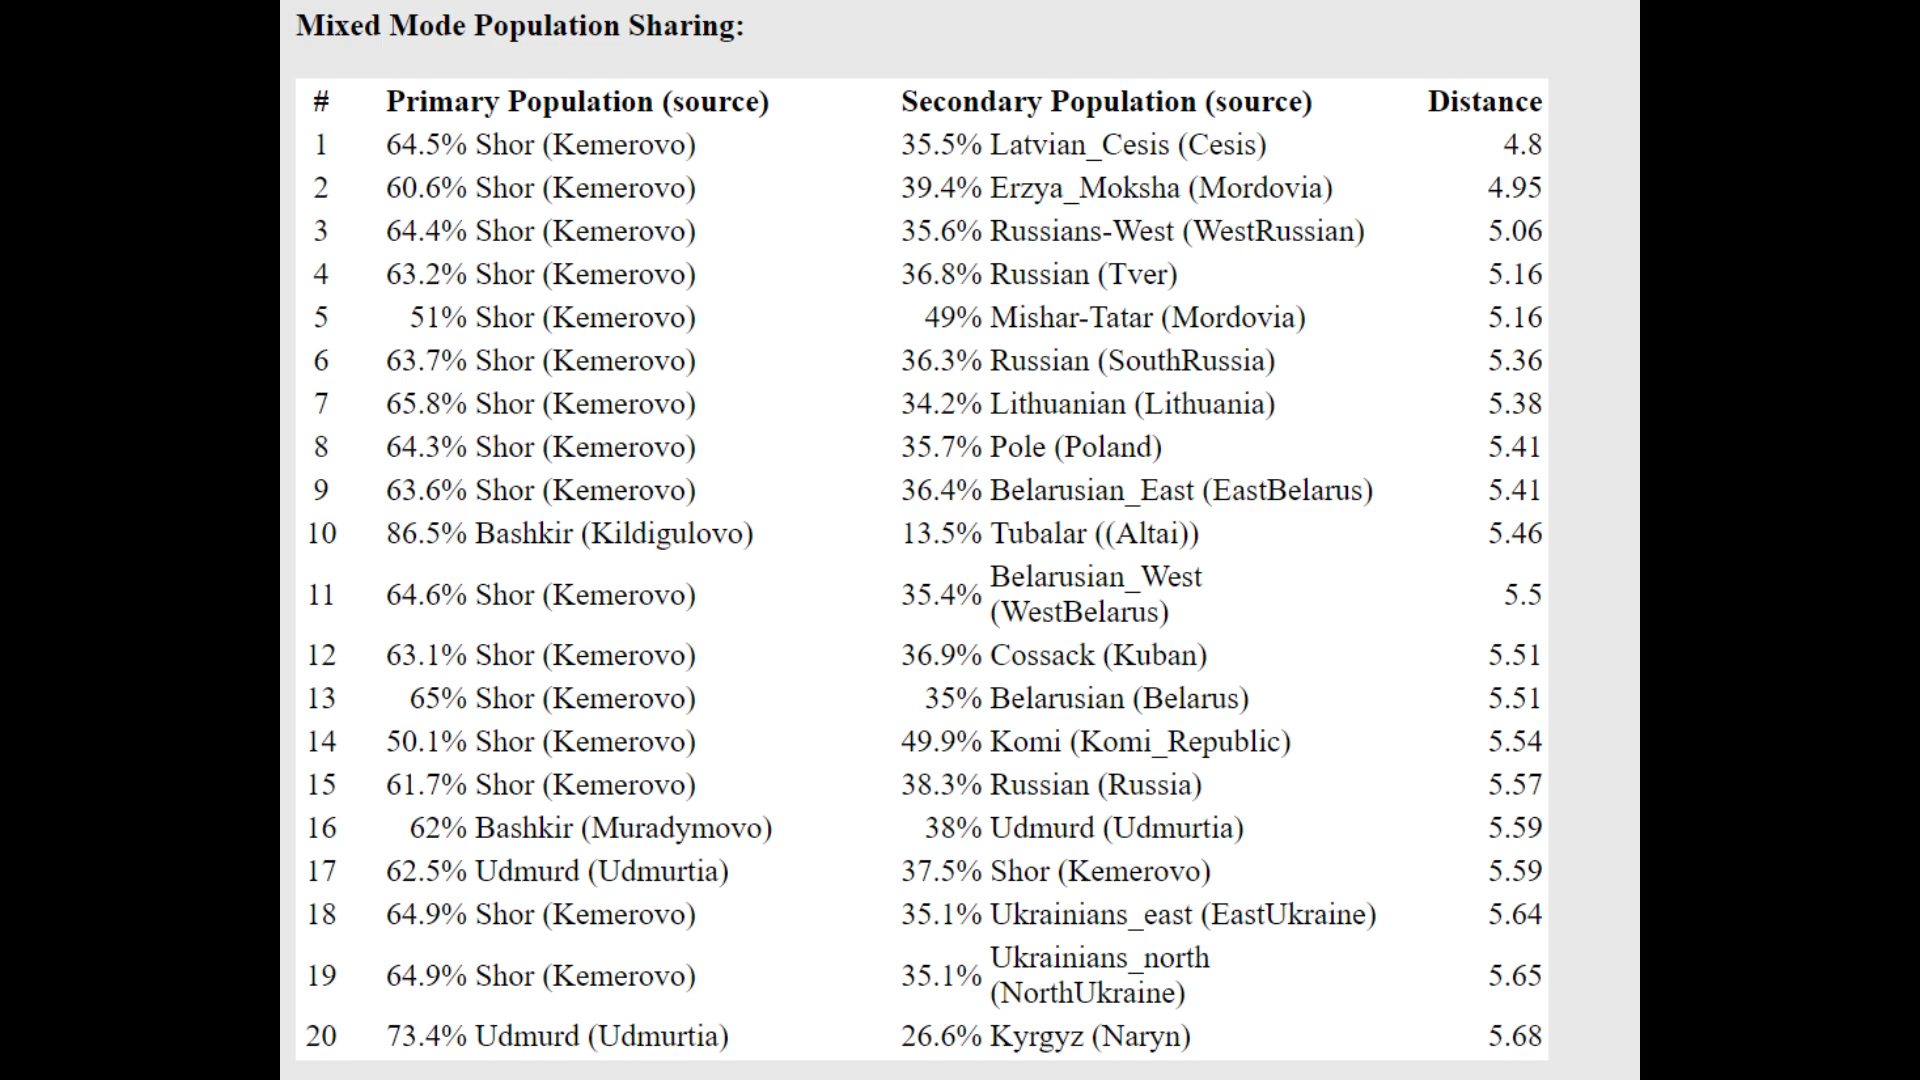 Mixed Mode Population Sharing:
# Primary Population (source) Secondary Population (source) Distance
1 64.5% Shor (Kemerovo) 35.5% Latvian_Cesis (Cesis) 4.8
2 60.6% Shor (Kemerovo) 39.4% Erzya_Moksha (Mordovia) 4.95
3 64.4% Shor (Kemerovo) 35.6% Russians-West (WestRussian) 5.06
4 63.2% Shor (Kemerovo) 36.8% Russian (Tver) 5.16
5 51% Shor (Kemerovo) 49% Mishar-Tatar (Mordovia) 5.16
6 63.7% Shor (Kemerovo) 36.3% Russian (SouthRussia) 5.36
7 65.8% Shor (Kemerovo) 34.2% Lithuanian (Lithuania) 5.38
8 64.3% Shor (Kemerovo) 35.7% Pole (Poland) 5.41
9 63.6% Shor (Kemerovo) 36.4% Belarusian_East (EastBelarus) 5.41
10 86.5% Bashkir (Kildigulovo) 13.5% Tubalar ((Altai)) 5.46
11 64.6% Shor (Kemerovo) 35.4% Belarusian_West
(WestBelarus) 5.5
12 63.1% Shor (Kemerovo) 36.9% Cossack (Kuban) 5.51
13 65% Shor (Kemerovo) 35% Belarusian (Belarus) 5.51
14 50.1% Shor (Kemerovo) 49.9% Komi (Komi_Republic) 5.54
15 61.7% Shor (Kemerovo) 38.3% Russian (Russia) 5.57
16 62% Bashkir (Muradymovo) 38% Udmurd (Udmurtia) 5.59
17 62.5% Udmurd (Udmurtia) 37.5% Shor (Kemerovo) 5.59
18 64.9% Shor (Kemerovo) 35.1% Ukrainians_east (EastUkraine) 5.64
19 64.9% Shor (Kemerovo) 35.1% Ukrainians_north
(NorthUkraine) 5.65
20 73.4% Udmurd (Udmurtia) 26.6% Kyrgyz (Naryn) 5.68